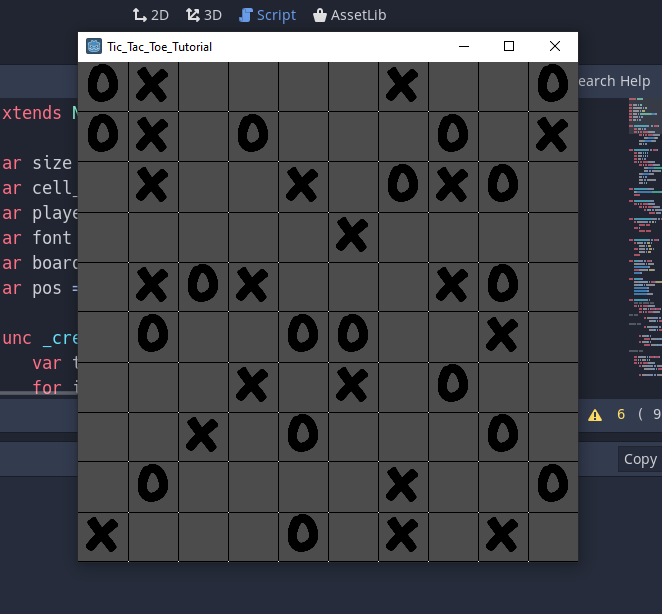 2D 3D Script AssetLib
Tic_Tac_Toe_Tutorial
earch Help
xtends N
ar size
ar cell_
ar playe
ar font
ar board
ar pos =
unc _cre
var t
for i
6 ( 9
Copy
O X X O
O X O O X
X X O X O
X
X O X X O
O O O X
X X O
X O O
O X O
X O X X